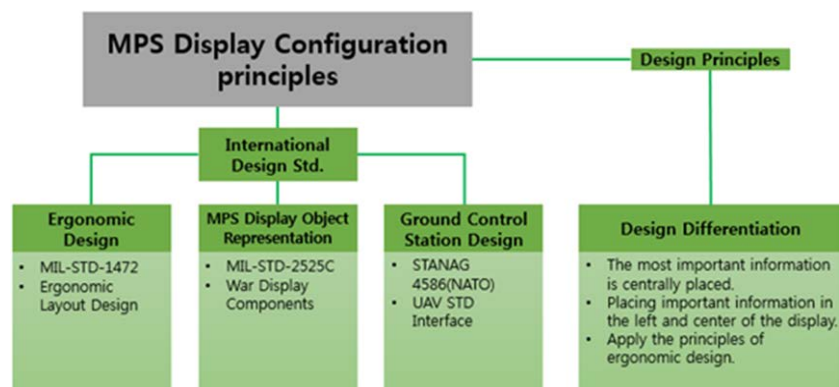 MPS Display Configuration
principles
Design Principles
International
Design Std.
Ergonomic
Design
• MIL-STD-1472
• Ergonomic
Layout Design
MPS Display Object
Representation
• MIL-STD-2525C
• War Display
Components
Ground Control
Station Design
• STANAG
4586(NATO)
• UAV STD
Interface
Design Differentiation
• The most important information
is centrally placed.
• Placing important information in
the left and center of the display.
• Apply the principles of
ergonomic design.